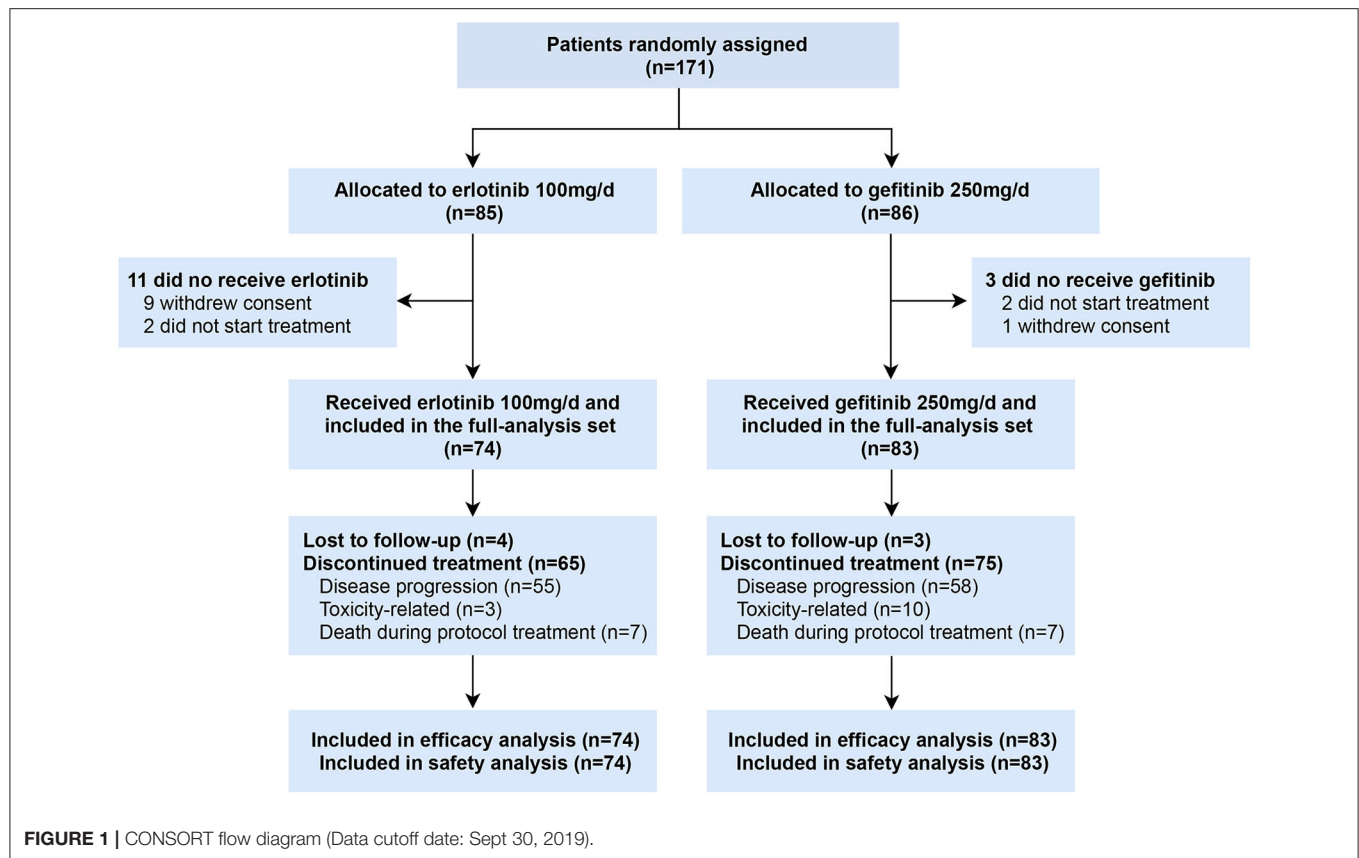 Patients randomly assigned
(n=171)
Allocated to erlotinib 100mg/d
(n=85)
Allocated to gefitinib 250mg/d
(n=86)
11 did no receive erlotinib
9 withdrew consent
2 did not start treatment
3 did no receive gefitinib
2 did not start treatment
1 withdrew consent
Received erlotinib 100mg/d and
included in the full-analysis set
(n=74)
Received gefitinib 250mg/d and
included in the full-analysis set
(n=83)
Lost to follow-up (n=4)
Discontinued treatment (n=65)
Disease progression (n=55)
Toxicity-related (n=3)
Death during protocol treatment (n=7)
Lost to follow-up (n=3)
Discontinued treatment (n=75)
Disease progression (n=58)
Toxicity-related (n=10)
Death during protocol treatment (n=7)
Included in efficacy analysis (n=74)
Included in safety analysis (n=74)
Included in efficacy analysis (n=83)
Included in safety analysis (n=83)
FIGURE 1 | CONSORT flow diagram (Data cutoff date: Sept 30, 2019).